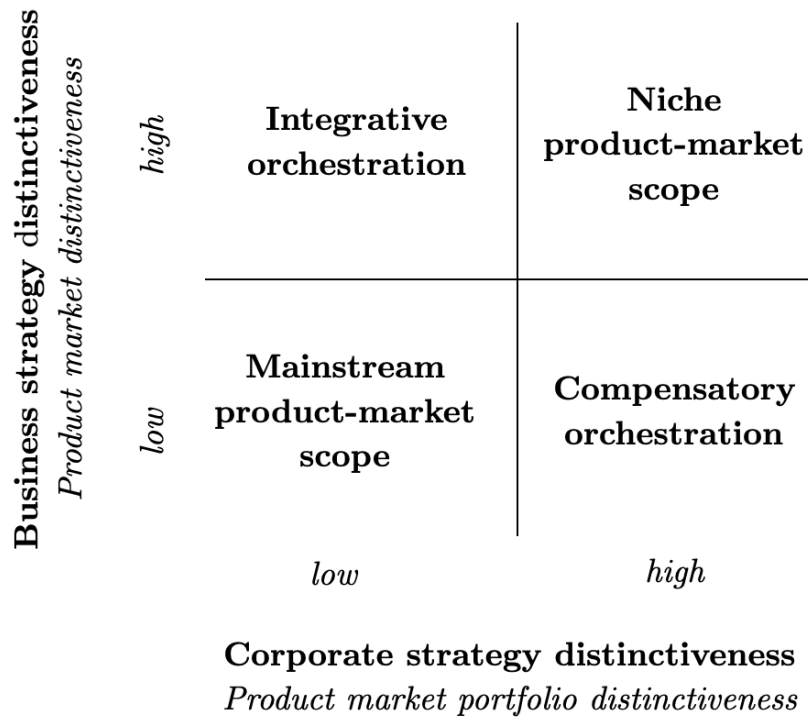 Business strategy distinctiveness
Product market distinctiveness
high
low
Integrative
orchestration
Niche
product-market
scope
Mainstream
product-market
scope
Compensatory
orchestration
low
high
Corporate strategy distinctiveness
Product market portfolio distinctiveness